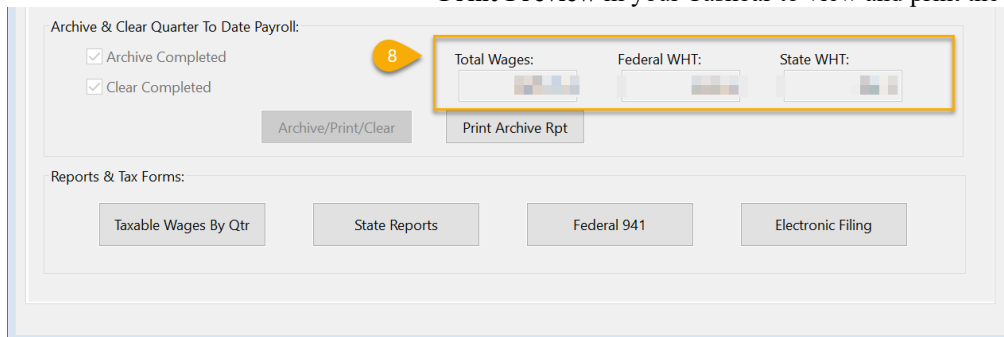 Archive & Clear Quarter To Date Payroll:
Archive Completed
Clear Completed
8
Total Wages: Federal WHT: State WHT:
Archive/Print/Clear Print Archive Rpt
Reports & Tax Forms:
Taxable Wages By Qtr State Reports Federal 941 Electronic Filing